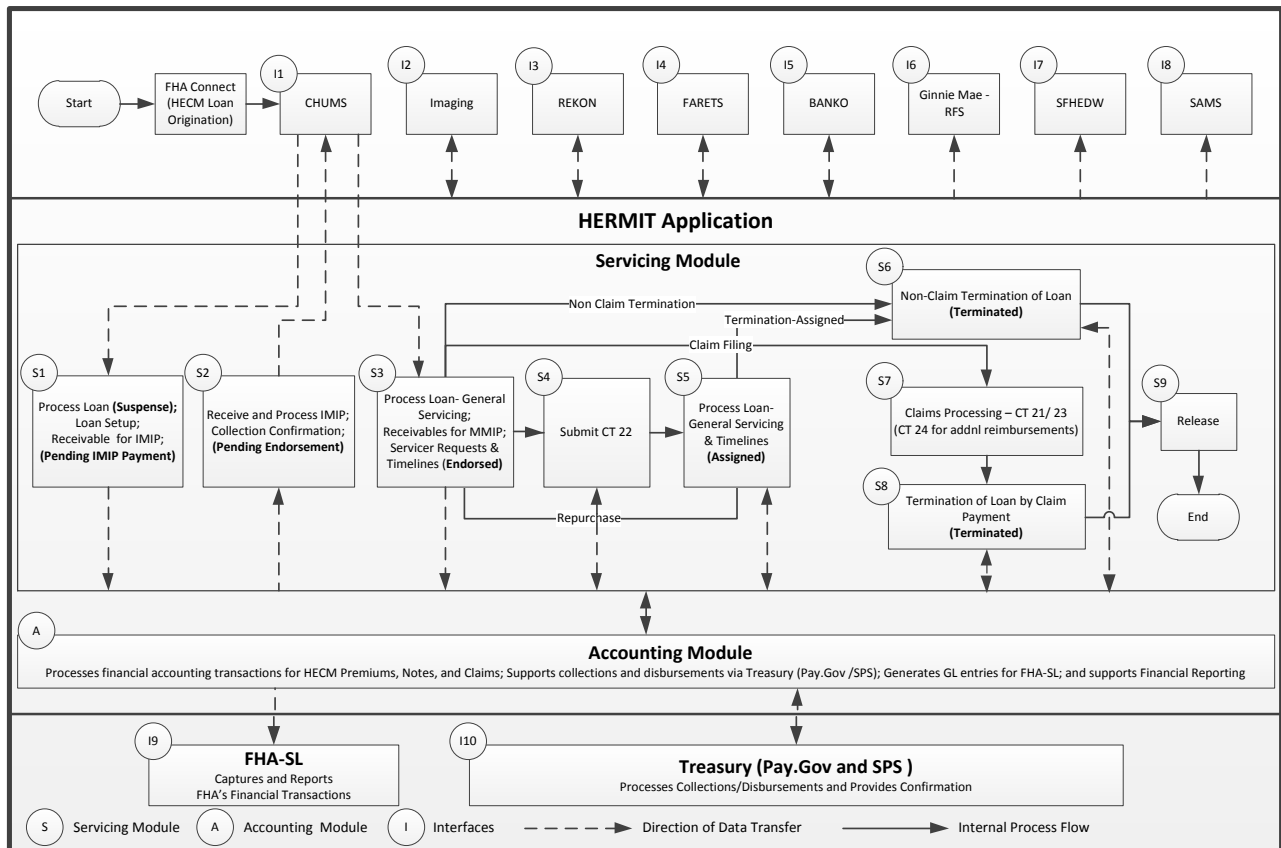 I1
I2
I3
I4
I5
I6
I7
I8
Start
FHA Connect
(HECM Loan
Origination)
CHUMS
Imaging
REKON
FARETS
BANKO
Ginnie Mae -
RFS
SFHEDW
SAMS
HERMIT Application
Servicing Module
S6
Non-Claim Termination of Loan
(Terminated)
Non Claim Termination
Termination-Assigned
Claim Filing
S1
Process Loan (Suspense);
Loan Setup;
Receivable for IMIP;
(Pending IMIP Payment)
S2
Receive and Process IMIP;
Collection Confirmation;
(Pending Endorsement)
S3
Process Loan- General
Servicing;
Receivables for MMIP;
Servicer Requests &
Timelines (Endorsed)
S4
Submit CT 22
S5
Process Loan-
General Servicing
& Timelines
(Assigned)
Repurchase
S7
Claims Processing – CT 21/ 23
(CT 24 for addnl reimbursements)
S8
Termination of Loan by Claim
Payment
(Terminated)
S9
Release
End
A
Accounting Module
Processes financial accounting transactions for HECM Premiums, Notes, and Claims; Supports collections and disbursements via Treasury (Pay.Gov /SPS); Generates GL entries for FHA-SL; and supports Financial Reporting
I9
FHA-SL
Captures and Reports
FHA's Financial Transactions
I10
Treasury (Pay.Gov and SPS )
Processes Collections/Disbursements and Provides Confirmation
S Servicing Module
A Accounting Module
I Interfaces
Direction of Data Transfer
Internal Process Flow